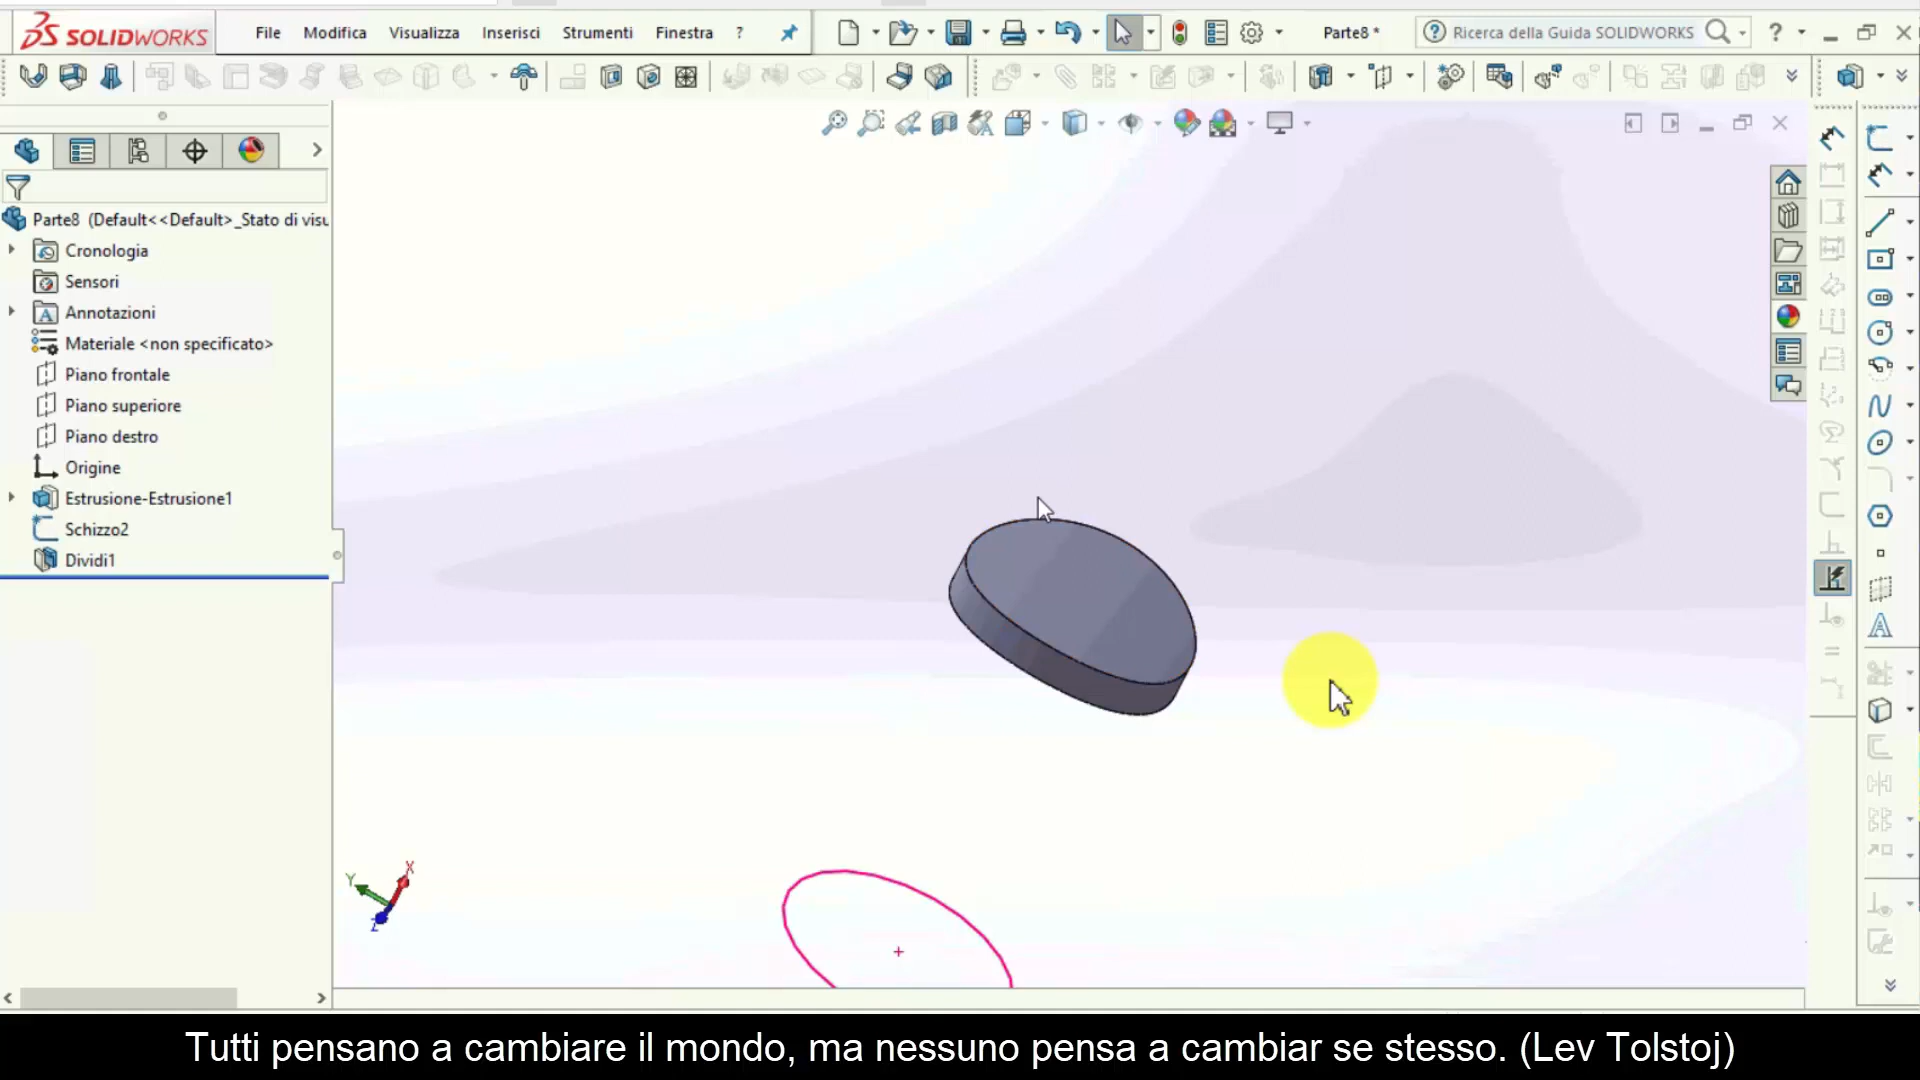 SOLIDWORKS
File Modifica Visualizza Inserisci Strumenti Finestra ?
Parte8 *
Ricerca della Guida SOLIDWORKS
Parte8 (Default<<Default>_Stato di visu
Cronologia
Sensori
Annotazioni
Materiale <non specificato>
Piano frontale
Piano superiore
Piano destro
Origine
Estrusione-Estrusione1
Schizzo2
Dividi1
X
Y
Z
Tutti pensano a cambiare il mondo, ma nessuno pensa a cambiar se stesso. (Lev Tolstoj)